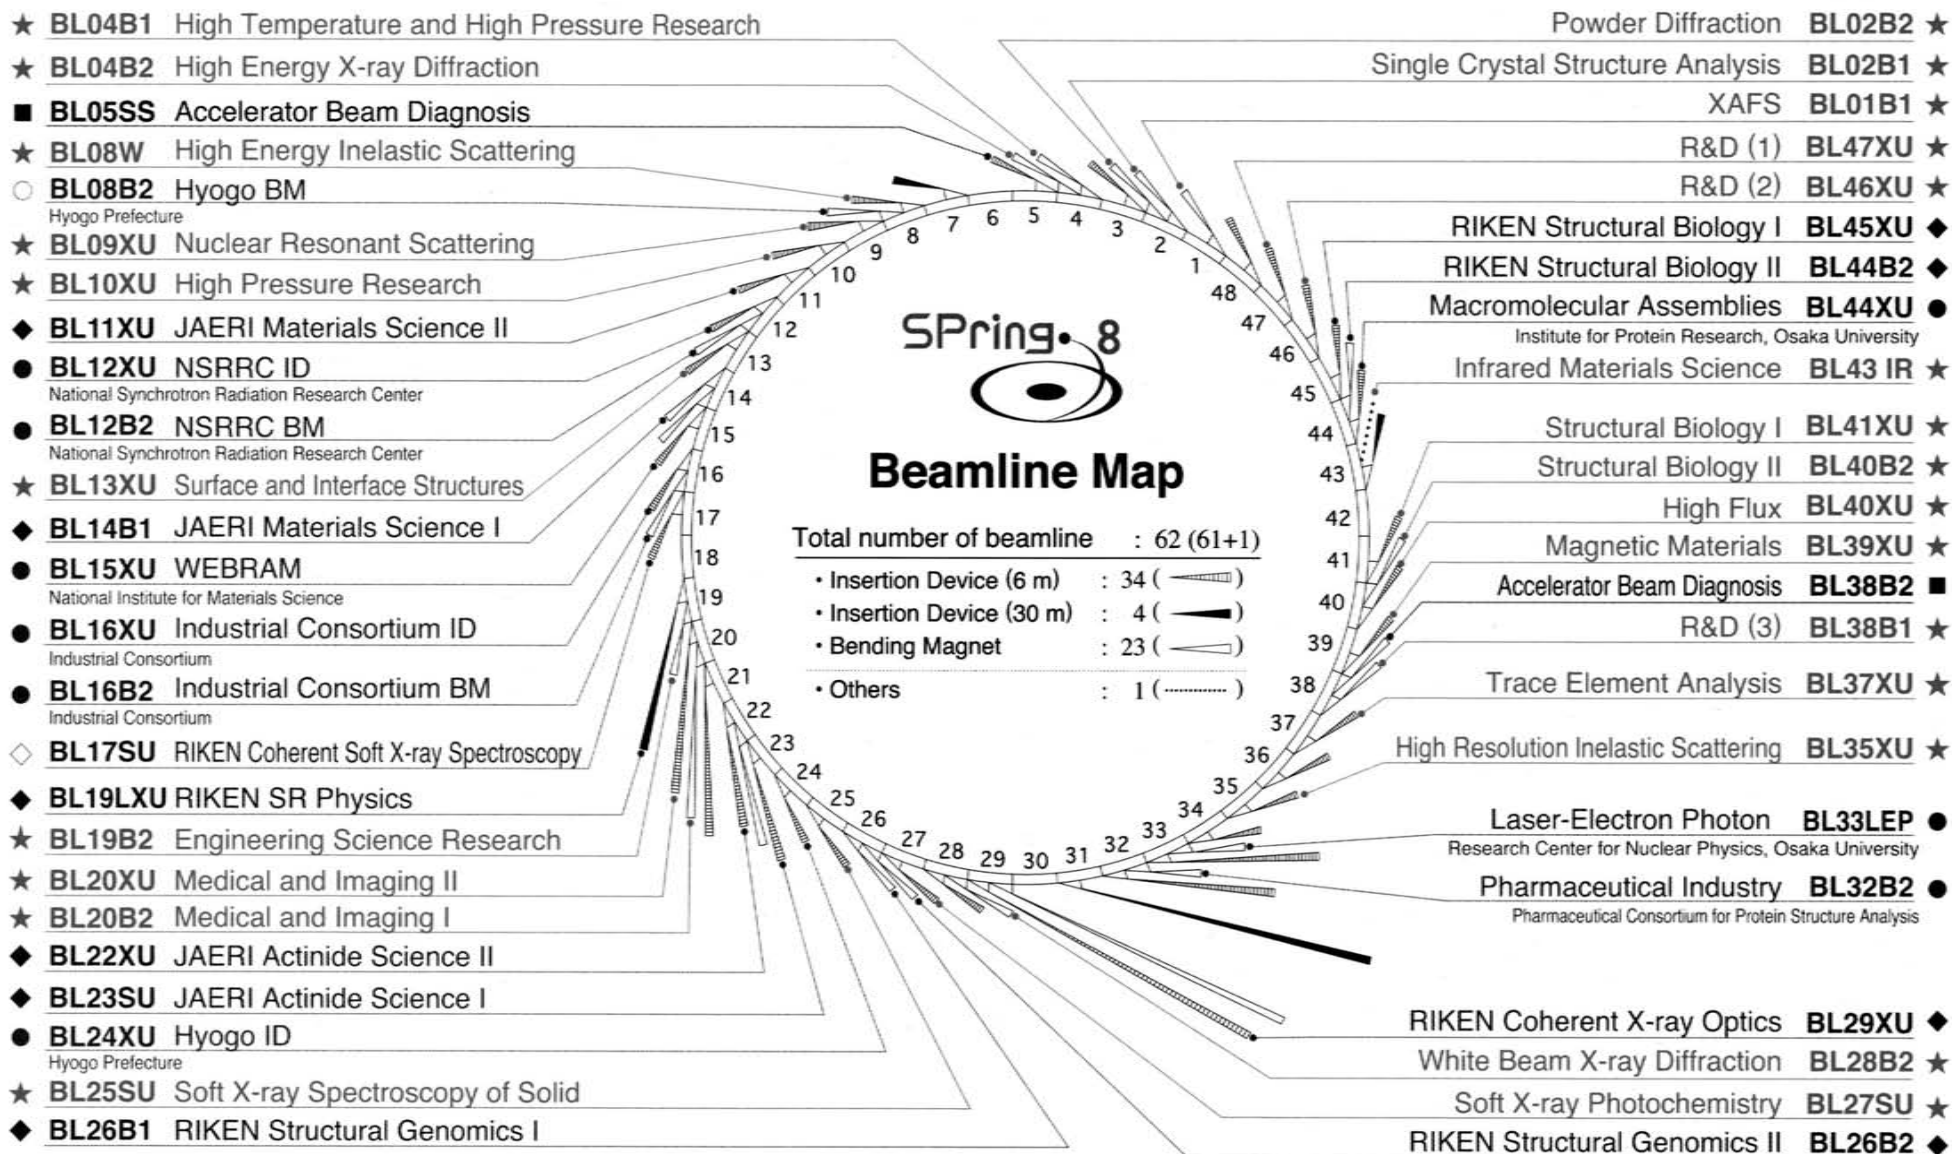 ★ BL04B1 High Temperature and High Pressure Research
★ BL04B2 High Energy X-ray Diffraction
■ BL05SS Accelerator Beam Diagnosis
★ BL08W High Energy Inelastic Scattering
○ BL08B2 Hyogo BM
Hyogo Prefecture
★ BL09XU Nuclear Resonant Scattering
★ BL10XU High Pressure Research
◆ BL11XU JAERI Materials Science II
● BL12XU NSRRC ID
National Synchrotron Radiation Research Center
● BL12B2 NSRRC BM
National Synchrotron Radiation Research Center
★ BL13XU Surface and Interface Structures
◆ BL14B1 JAERI Materials Science I
● BL15XU WEBRAM
National Institute for Materials Science
● BL16XU Industrial Consortium ID
Industrial Consortium
● BL16B2 Industrial Consortium BM
Industrial Consortium
◇ BL17SU RIKEN Coherent Soft X-ray Spectroscopy
◆ BL19LXU RIKEN SR Physics
★ BL19B2 Engineering Science Research
★ BL20XU Medical and Imaging II
★ BL20B2 Medical and Imaging I
◆ BL22XU JAERI Actinide Science II
◆ BL23SU JAERI Actinide Science I
● BL24XU Hyogo ID
Hyogo Prefecture
★ BL25SU Soft X-ray Spectroscopy of Solid
◆ BL26B1 RIKEN Structural Genomics I
SPring-8
Beamline Map
Total number of beamline : 62 (61+1)
・Insertion Device (6 m) : 34 ( )
・Insertion Device (30 m) : 4 ( )
・Bending Magnet : 23 ( )
・Others : 1 ( )
1
2
3
4
5
6
7
8
9
10
11
12
13
14
15
16
17
18
19
20
21
22
23
24
25
26
27
28
29
30
31
32
33
34
35
36
37
38
39
40
41
42
43
44
45
46
47
48
Powder Diffraction BL02B2 ★
Single Crystal Structure Analysis BL02B1 ★
XAFS BL01B1 ★
R&D (1) BL47XU ★
R&D (2) BL46XU ★
RIKEN Structural Biology I BL45XU ◆
RIKEN Structural Biology II BL44B2 ◆
Macromolecular Assemblies BL44XU ●
Institute for Protein Research, Osaka University
Infrared Materials Science BL43 IR ★
Structural Biology I BL41XU ★
Structural Biology II BL40B2 ★
High Flux BL40XU ★
Magnetic Materials BL39XU ★
Accelerator Beam Diagnosis BL38B2 ■
R&D (3) BL38B1 ★
Trace Element Analysis BL37XU ★
High Resolution Inelastic Scattering BL35XU ★
Laser-Electron Photon BL33LEP ●
Research Center for Nuclear Physics, Osaka University
Pharmaceutical Industry BL32B2 ●
Pharmaceutical Consortium for Protein Structure Analysis
RIKEN Coherent X-ray Optics BL29XU ◆
White Beam X-ray Diffraction BL28B2 ★
Soft X-ray Photochemistry BL27SU ★
RIKEN Structural Genomics II BL26B2 ◆